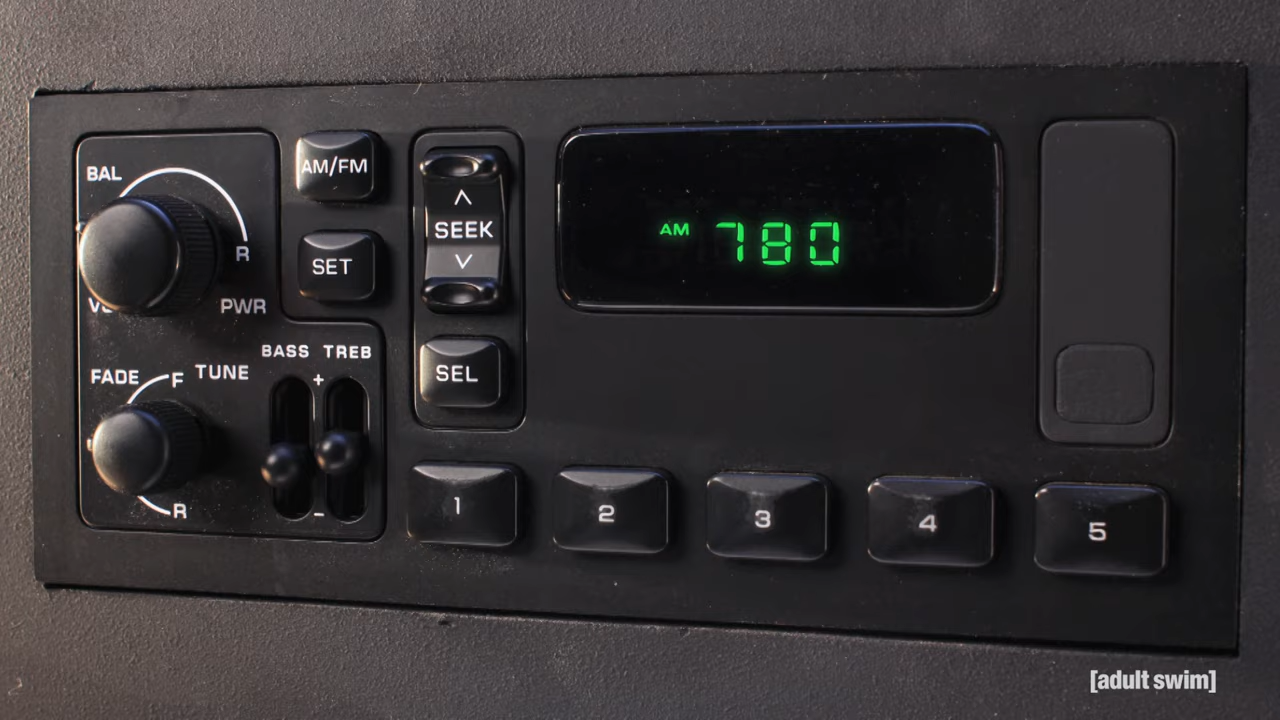 BAL
R
PWR
AM/FM
SET
SEEK
SEL
AM 780
BASS TREB
FADE F TUNE
+
-
R
1 2 3 4 5
[adult swim]